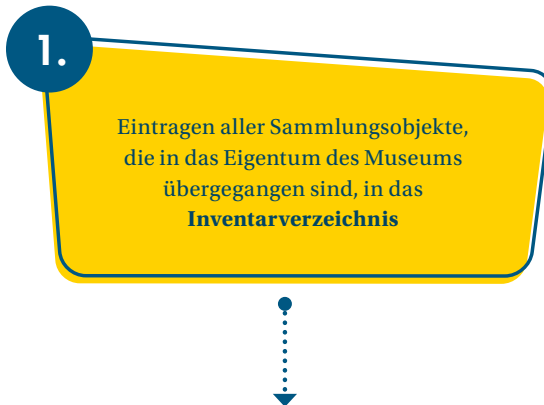 1.
Eintragen aller Sammlungsobjekte,
die in das Eigentum des Museums
übergegangen sind, in das
Inventarverzeichnis